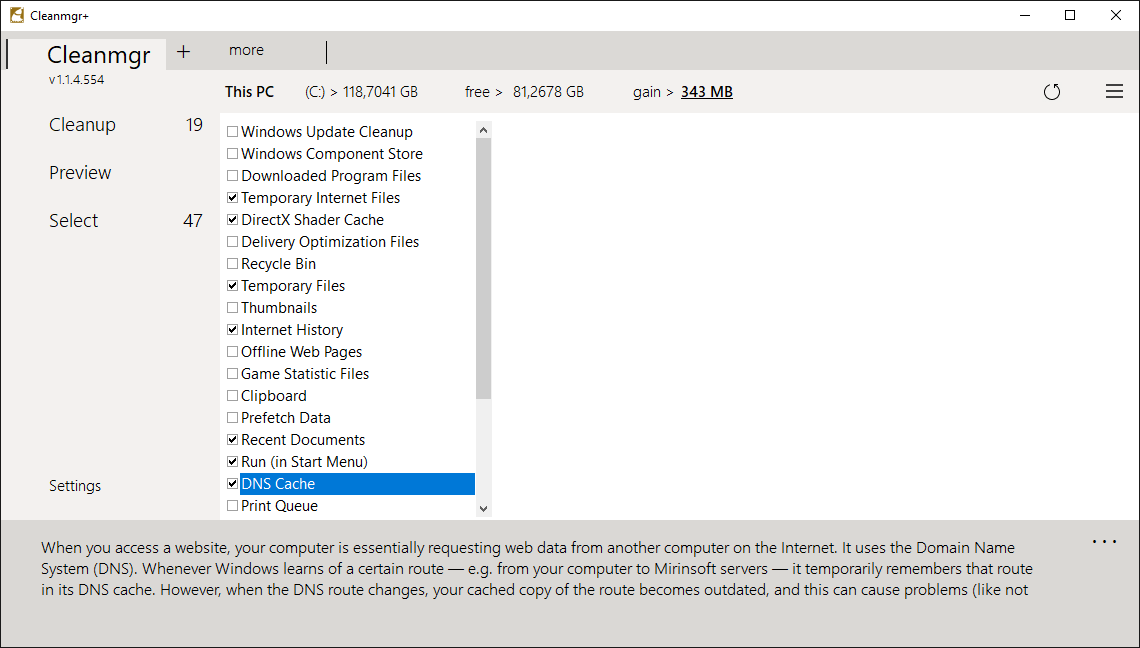 Cleanmgr+
Cleanmgr + more
v1.1.4.554
This PC (C:) > 118,7041 GB free > 81,2678 GB gain > 343 MB
Cleanup 19
Preview
Select 47
Settings
Windows Update Cleanup
Windows Component Store
Downloaded Program Files
Temporary Internet Files
DirectX Shader Cache
Delivery Optimization Files
Recycle Bin
Temporary Files
Thumbnails
Internet History
Offline Web Pages
Game Statistic Files
Clipboard
Prefetch Data
Recent Documents
Run (in Start Menu)
DNS Cache
Print Queue
When you access a website, your computer is essentially requesting web data from another computer on the Internet. It uses the Domain Name
System (DNS). Whenever Windows learns of a certain route — e.g. from your computer to Mirinsoft servers — it temporarily remembers that route
in its DNS cache. However, when the DNS route changes, your cached copy of the route becomes outdated, and this can cause problems (like not